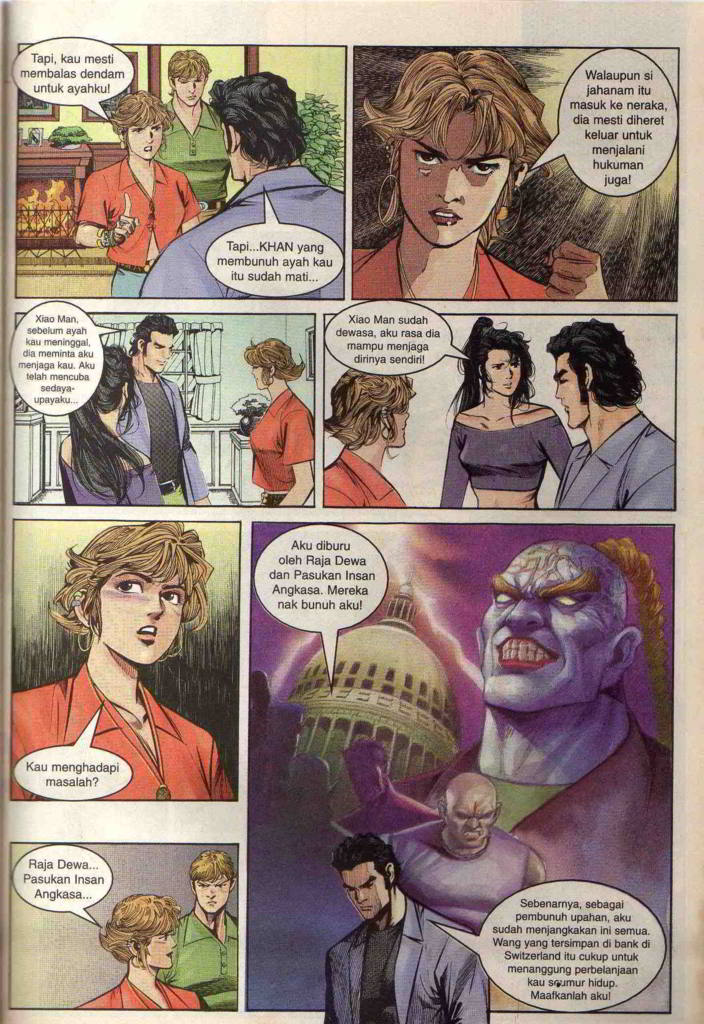 Tapi, kau mesti
membalas dendam
untuk ayahku!
Tapi...KHAN yang
membunuh ayah kau
itu sudah mati...
Walaupun si
jahanam itu
masuk ke neraka,
dia mesti diheret
keluar untuk
menjalani
hukuman
juga!
Xiao Man,
sebelum ayah
kau meninggal,
dia meminta aku
menjaga kau. Aku
telah mencuba
sedaya-
upayaku...
Xiao Man sudah
dewasa, aku rasa dia
mampu menjaga
dirinya sendiri!
Kau menghadapi
masalah?
Aku diburu
oleh Raja Dewa
dan Pasukan Insan
Angkasa. Mereka
nak bunuh aku!
Raja Dewa...
Pasukan Insan
Angkasa...
Sebenarnya, sebagai
pembunuh upahan, aku
sudah menjangkakan ini semua.
Wang yang tersimpan di bank di
Switzerland itu cukup untuk
menanggung perbelanjaan
kau seumur hidup.
Maafkanlah aku!